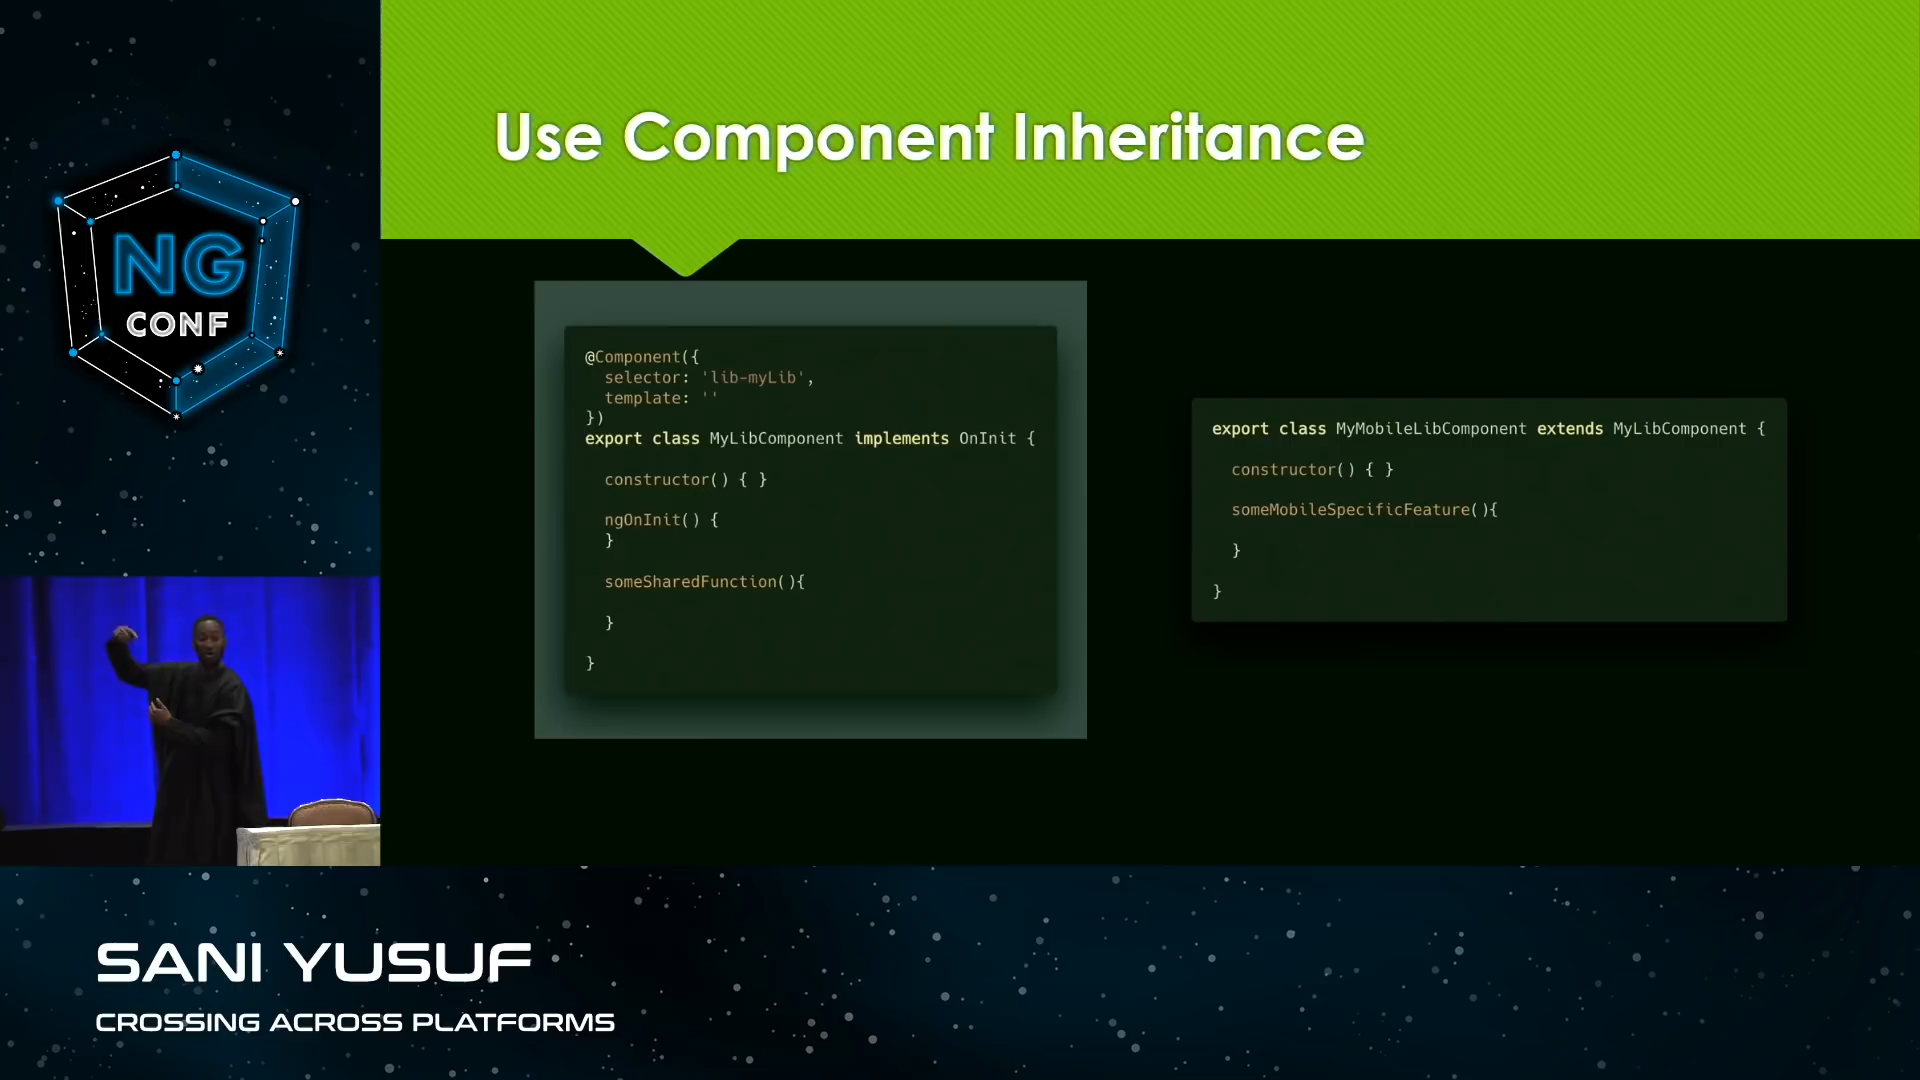 NG
CONF
Use Component Inheritance
@Component({
  selector: 'lib-myLib',
  template: ''
})
export class MyLibComponent implements OnInit {
  constructor() { }
  ngOnInit() {
  }
  someSharedFunction(){
  }
}
export class MyMobileLibComponent extends MyLibComponent {
  constructor() { }
  someMobileSpecificFeature(){
  }
}
SANI YUSUF
CROSSING ACROSS PLATFORMS